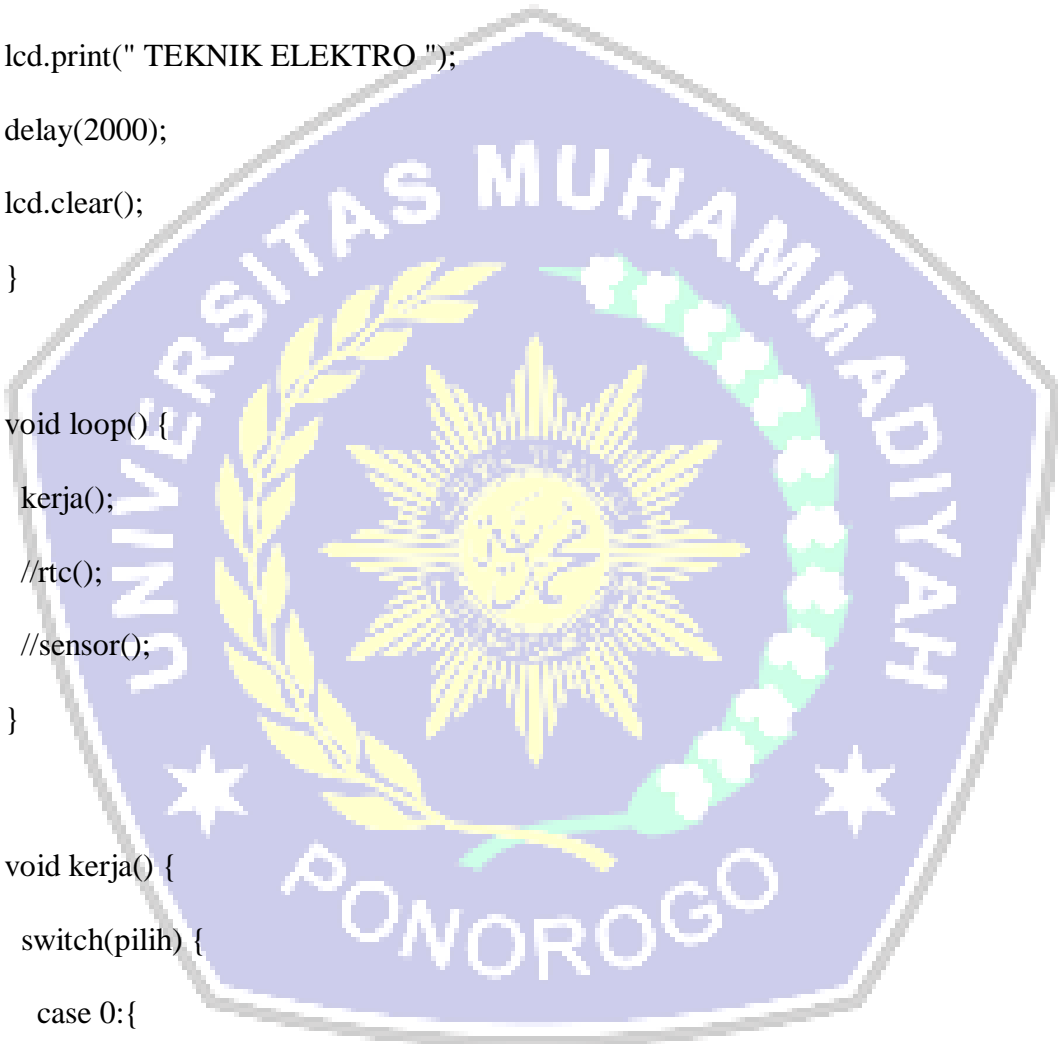 lcd.print(" TEKNIK ELEKTRO ");
delay(2000);
lcd.clear();
}
void loop() {
kerja();
//rtc();
//sensor();
}
void kerja() {
switch(pilih) {
case 0:{
UNIVERSITAS MUHAMMADIYAH
PONOROGO